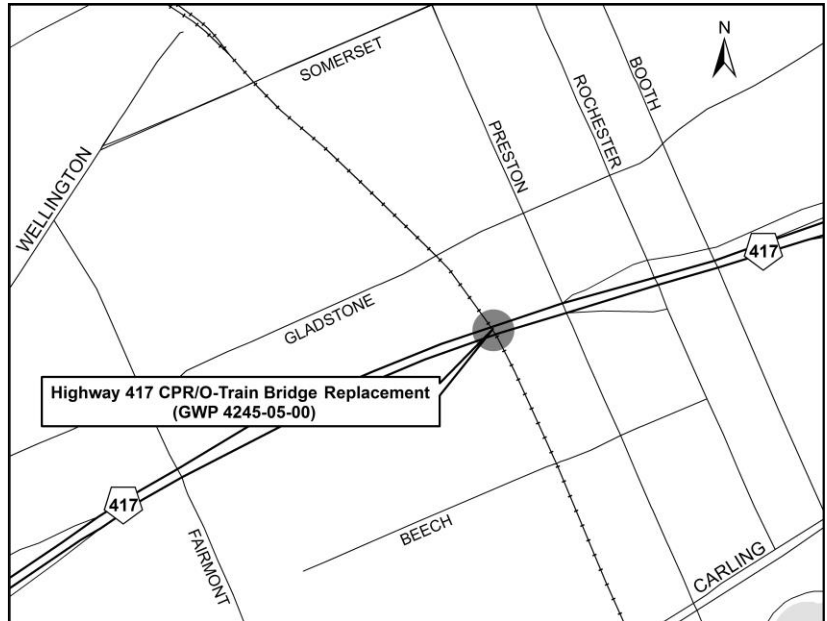 N
SOMERSET
BOOTH
ROCHESTER
PRESTON
WELLINGTON
417
GLADSTONE
Highway 417 CPR/O-Train Bridge Replacement
(GWP 4245-05-00)
417
BEECH
FAIRMONT
CARLING